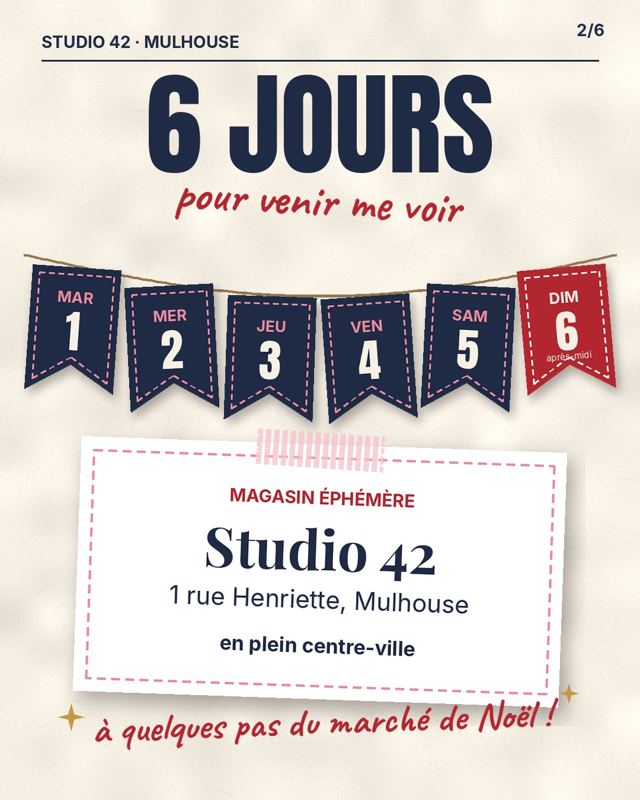 STUDIO 42 · MULHOUSE
2/6
6 JOURS
pour venir me voir
MAR
1
MER
2
JEU
3
VEN
4
SAM
5
DIM
6
après-midi
MAGASIN ÉPHÉMÈRE
Studio 42
1 rue Henriette, Mulhouse
en plein centre-ville
à quelques pas du marché de Noël !